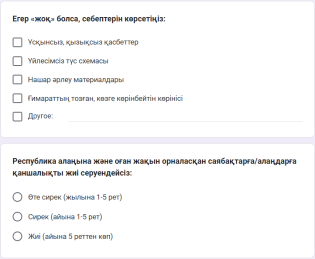 Егер «жоқ» болса, себептерін көрсетіңіз:
Ұсқынсыз, қызықсыз қасбеттер
Үйлесімсіз түс схемасы
Нашар әрлеу материалдары
Ғимараттың тозған, көзге көрінбейтін көрінісі
Другое:
Республика алаңына және оған жақын орналасқан саябақтарға/алаңдарға
қаншалықты жиі серуендейсіз:
Өте сирек (жылына 1-5 рет)
Сирек (айына 1-5 рет)
Жиі (айына 5 реттен көп)